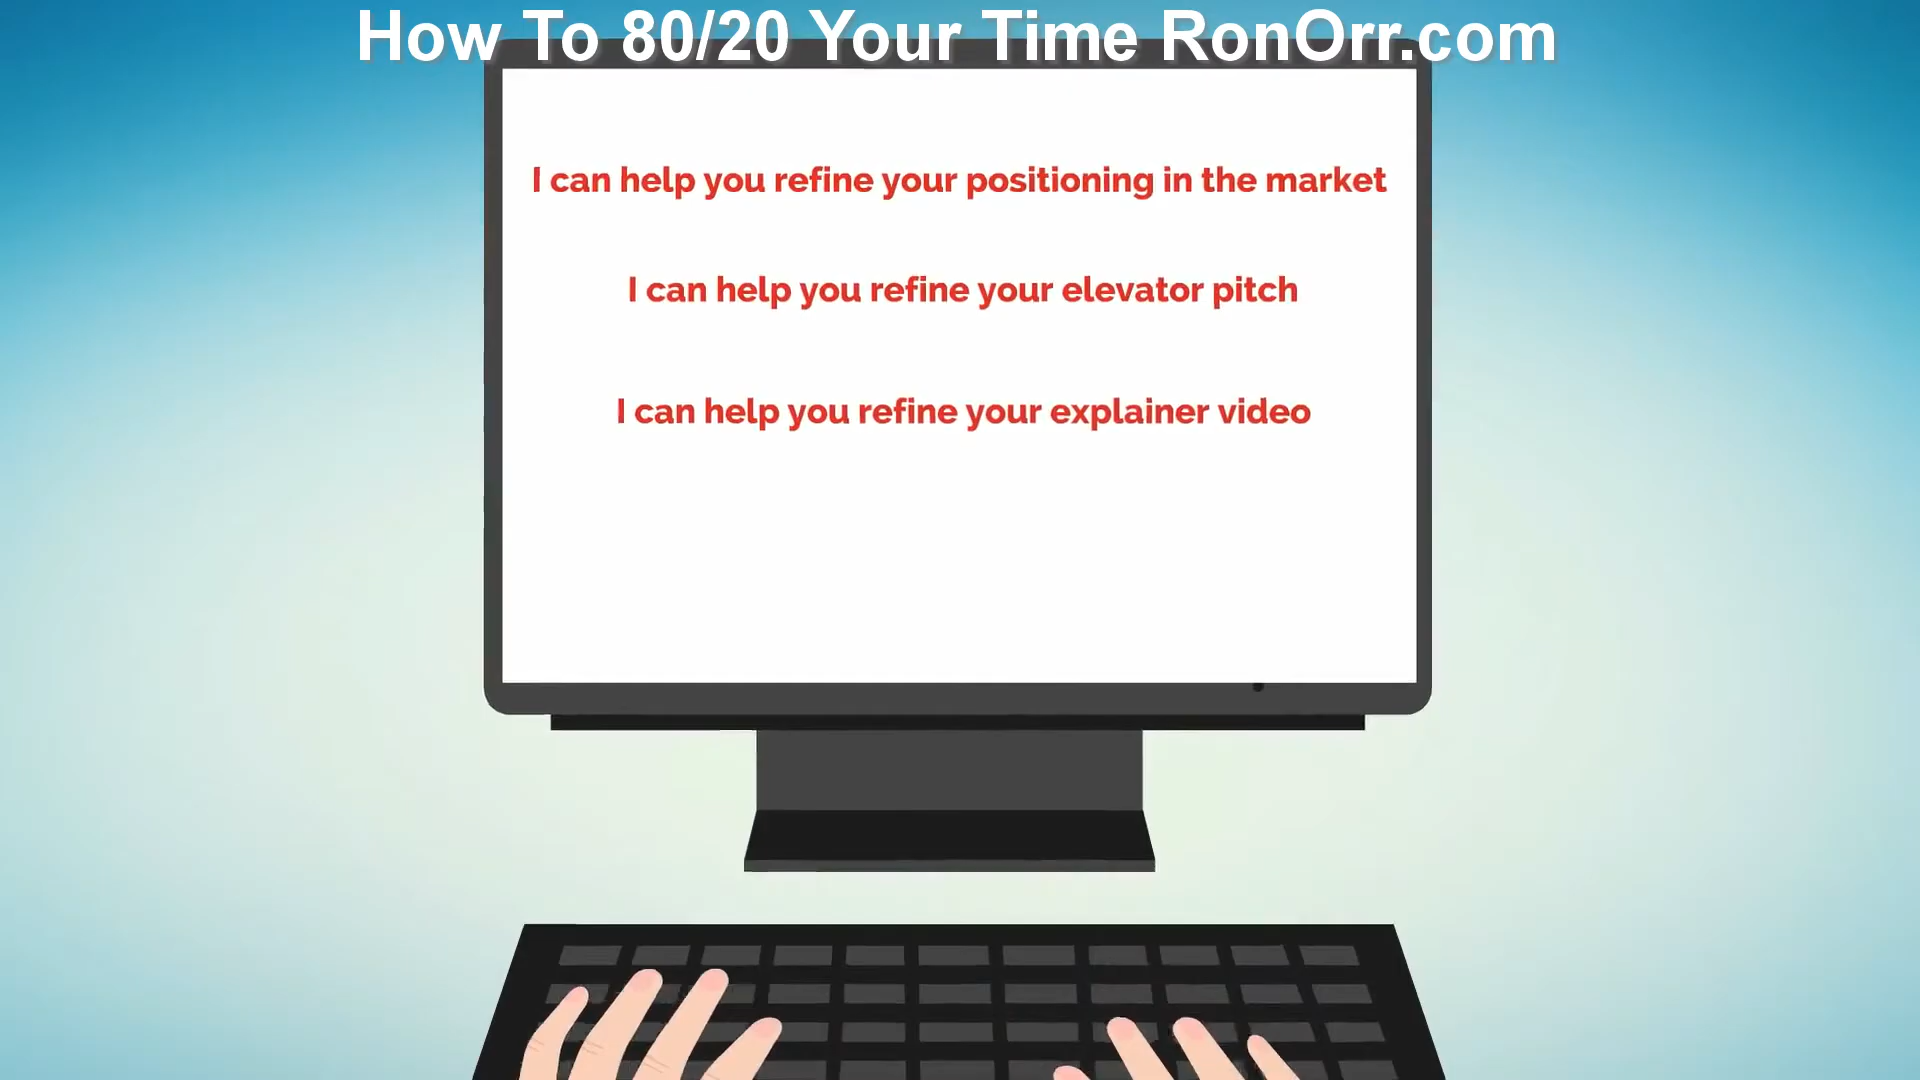 How To 80/20 Your Time RonOrr.com
I can help you refine your positioning in the market
I can help you refine your elevator pitch
I can help you refine your explainer video